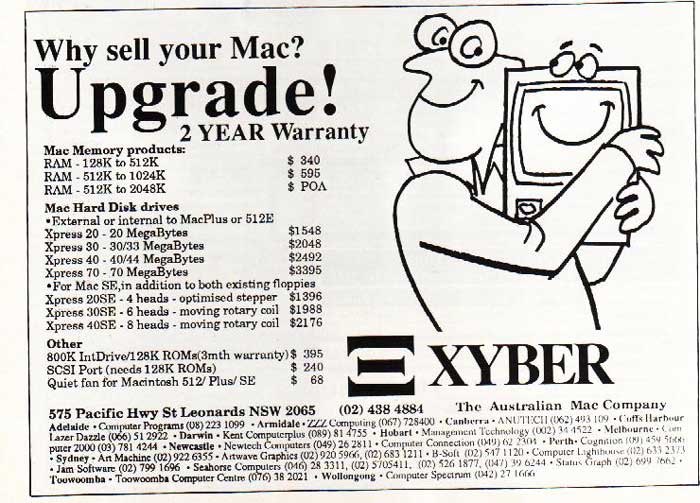 Why sell your Mac?
Upgrade!
2 YEAR Warranty
Mac Memory products:
RAM - 128K to 512K $ 340
RAM - 512K to 1024K $ 595
RAM - 512K to 2048K $ POA
Mac Hard Disk drives
•External or internal to MacPlus or 512E
Xpress 20 - 20 MegaBytes $1548
Xpress 30 - 30/33 MegaBytes $2048
Xpress 40 - 40/44 MegaBytes $2492
Xpress 70 - 70 MegaBytes $3395
•For Mac SE,in addition to both existing floppies
Xpress 20SE - 4 heads - optimised stepper $1396
Xpress 30SE - 6 heads - moving rotary coil $1988
Xpress 40SE - 8 heads - moving rotary coil $2176
Other
800K IntDrive/128K ROMs(3mth warranty)$ 395
SCSI Port (needs 128K ROMs) $ 240
Quiet fan for Macintosh 512/ Plus/ SE $ 68
XYBER
575 Pacific Hwy St Leonards NSW 2065 (02) 438 4884 The Australian Mac Company
Adelaide • Computer Programs (08) 223 1099 • Armidale • ZZZ Computing (067) 728400 • Canberra • ANUTECH (062) 493 109 • Coffs Harbour
Lazer Dazzle (066) 51 2922 • Darwin • Kent Computerplus (089) 81 4755 • Hobart • Management Technology (002) 34 4522 • Melbourne • Com
puter 2000 (03) 781 4244 • Newcastle • Newtech Computers (049) 26 2811 • Computer Connection (049) 62 2304 • Perth • Cognition (09) 459 5666
• Sydney • Art Machine (02) 922 6355 • Artwave Graphics (02) 920 5966, (02) 683 1211 • B-Soft (02) 547 1120 • Computer Lighthouse (02) 633 2373
• Jam Software (02) 799 1696 • Seahorse Computers (046) 28 3311, (02) 5705411, (02) 526 1877, (047) 39 6244 • Status Graph (02) 699 7662 •
Toowoomba • Toowoomba Computer Centre (076) 38 2021 • Wollongong • Computer Spectrum (042) 27 1666